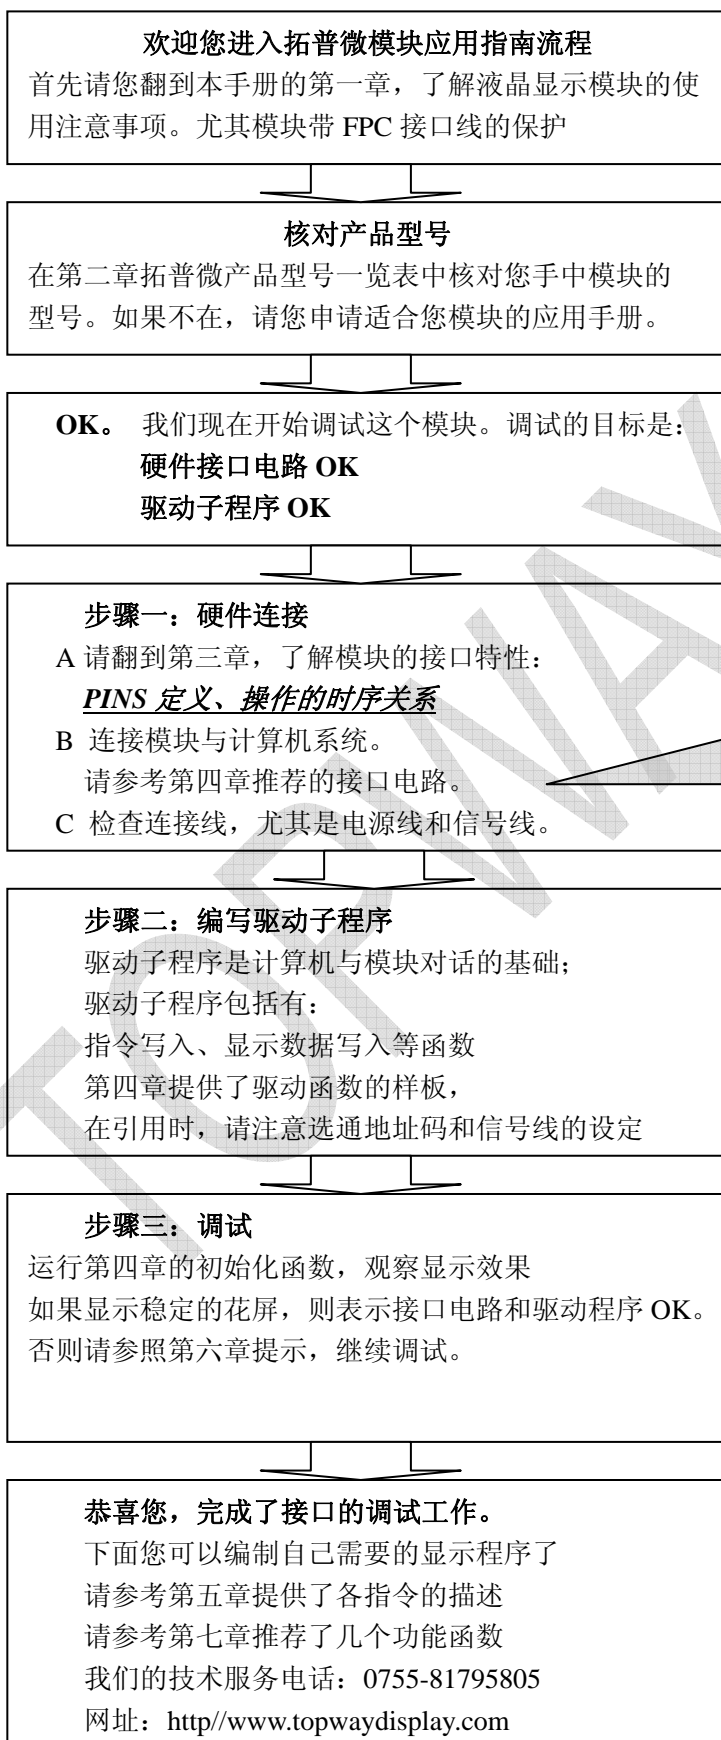 欢迎您进入拓普微模块应用指南流程
首先请您翻到本手册的第一章，了解液晶显示模块的使
用注意事项。尤其模块带 FPC 接口线的保护
核对产品型号
在第二章拓普微产品型号一览表中核对您手中模块的
型号。如果不在，请您申请适合您模块的应用手册。
OK。 我们现在开始调试这个模块。调试的目标是：
硬件接口电路 OK
驱动子程序 OK
步骤一：硬件连接
A 请翻到第三章，了解模块的接口特性：
PINS 定义、操作的时序关系
B 连接模块与计算机系统。
请参考第四章推荐的接口电路。
C 检查连接线，尤其是电源线和信号线。
步骤二：编写驱动子程序
驱动子程序是计算机与模块对话的基础；
驱动子程序包括有：
指令写入、显示数据写入等函数
第四章提供了驱动函数的样板，
在引用时，请注意选通地址码和信号线的设定
步骤三：调试
运行第四章的初始化函数，观察显示效果
如果显示稳定的花屏，则表示接口电路和驱动程序 OK。
否则请参照第六章提示，继续调试。
恭喜您，完成了接口的调试工作。
下面您可以编制自己需要的显示程序了
请参考第五章提供了各指令的描述
请参考第七章推荐了几个功能函数
我们的技术服务电话：0755-81795805
网址：http//www.topwaydisplay.com
TOPWAY